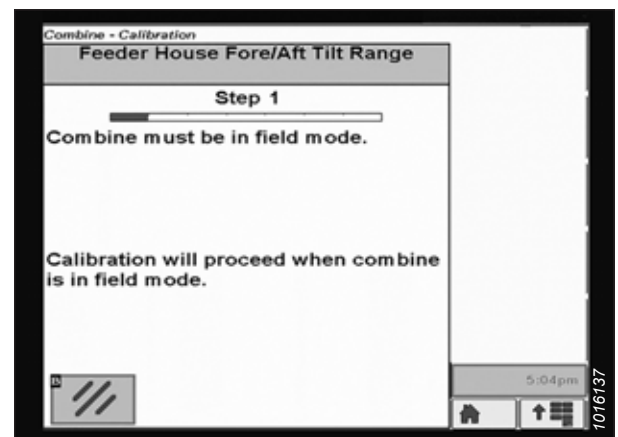 Combine - Calibration
Feeder House Fore/Aft Tilt Range
Step 1
Combine must be in field mode.
Calibration will proceed when combine
is in field mode.
B
5:04pm
1016137